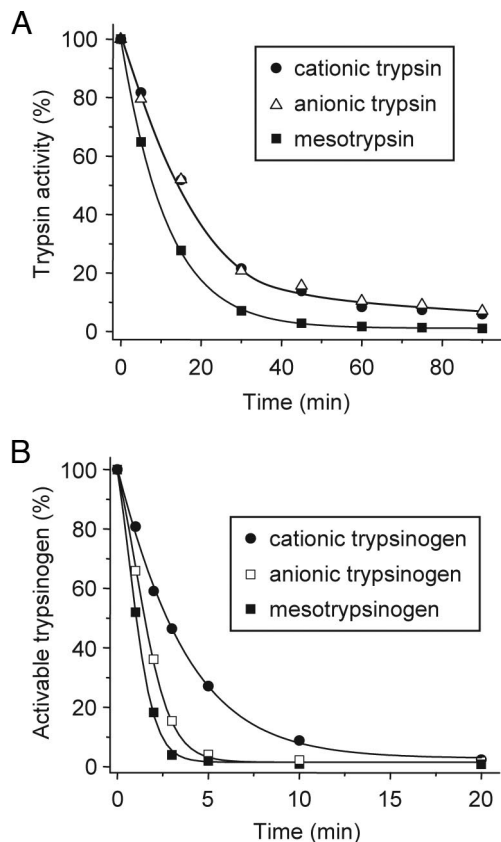 A
Trypsin activity (%)
100
80
60
40
20
0
cationic trypsin
anionic trypsin
mesotrypsin
0 20 40 60 80
Time (min)
B
Activable trypsinogen (%)
100
80
60
40
20
0
cationic trypsinogen
anionic trypsinogen
mesotrypsinogen
0 5 10 15 20
Time (min)